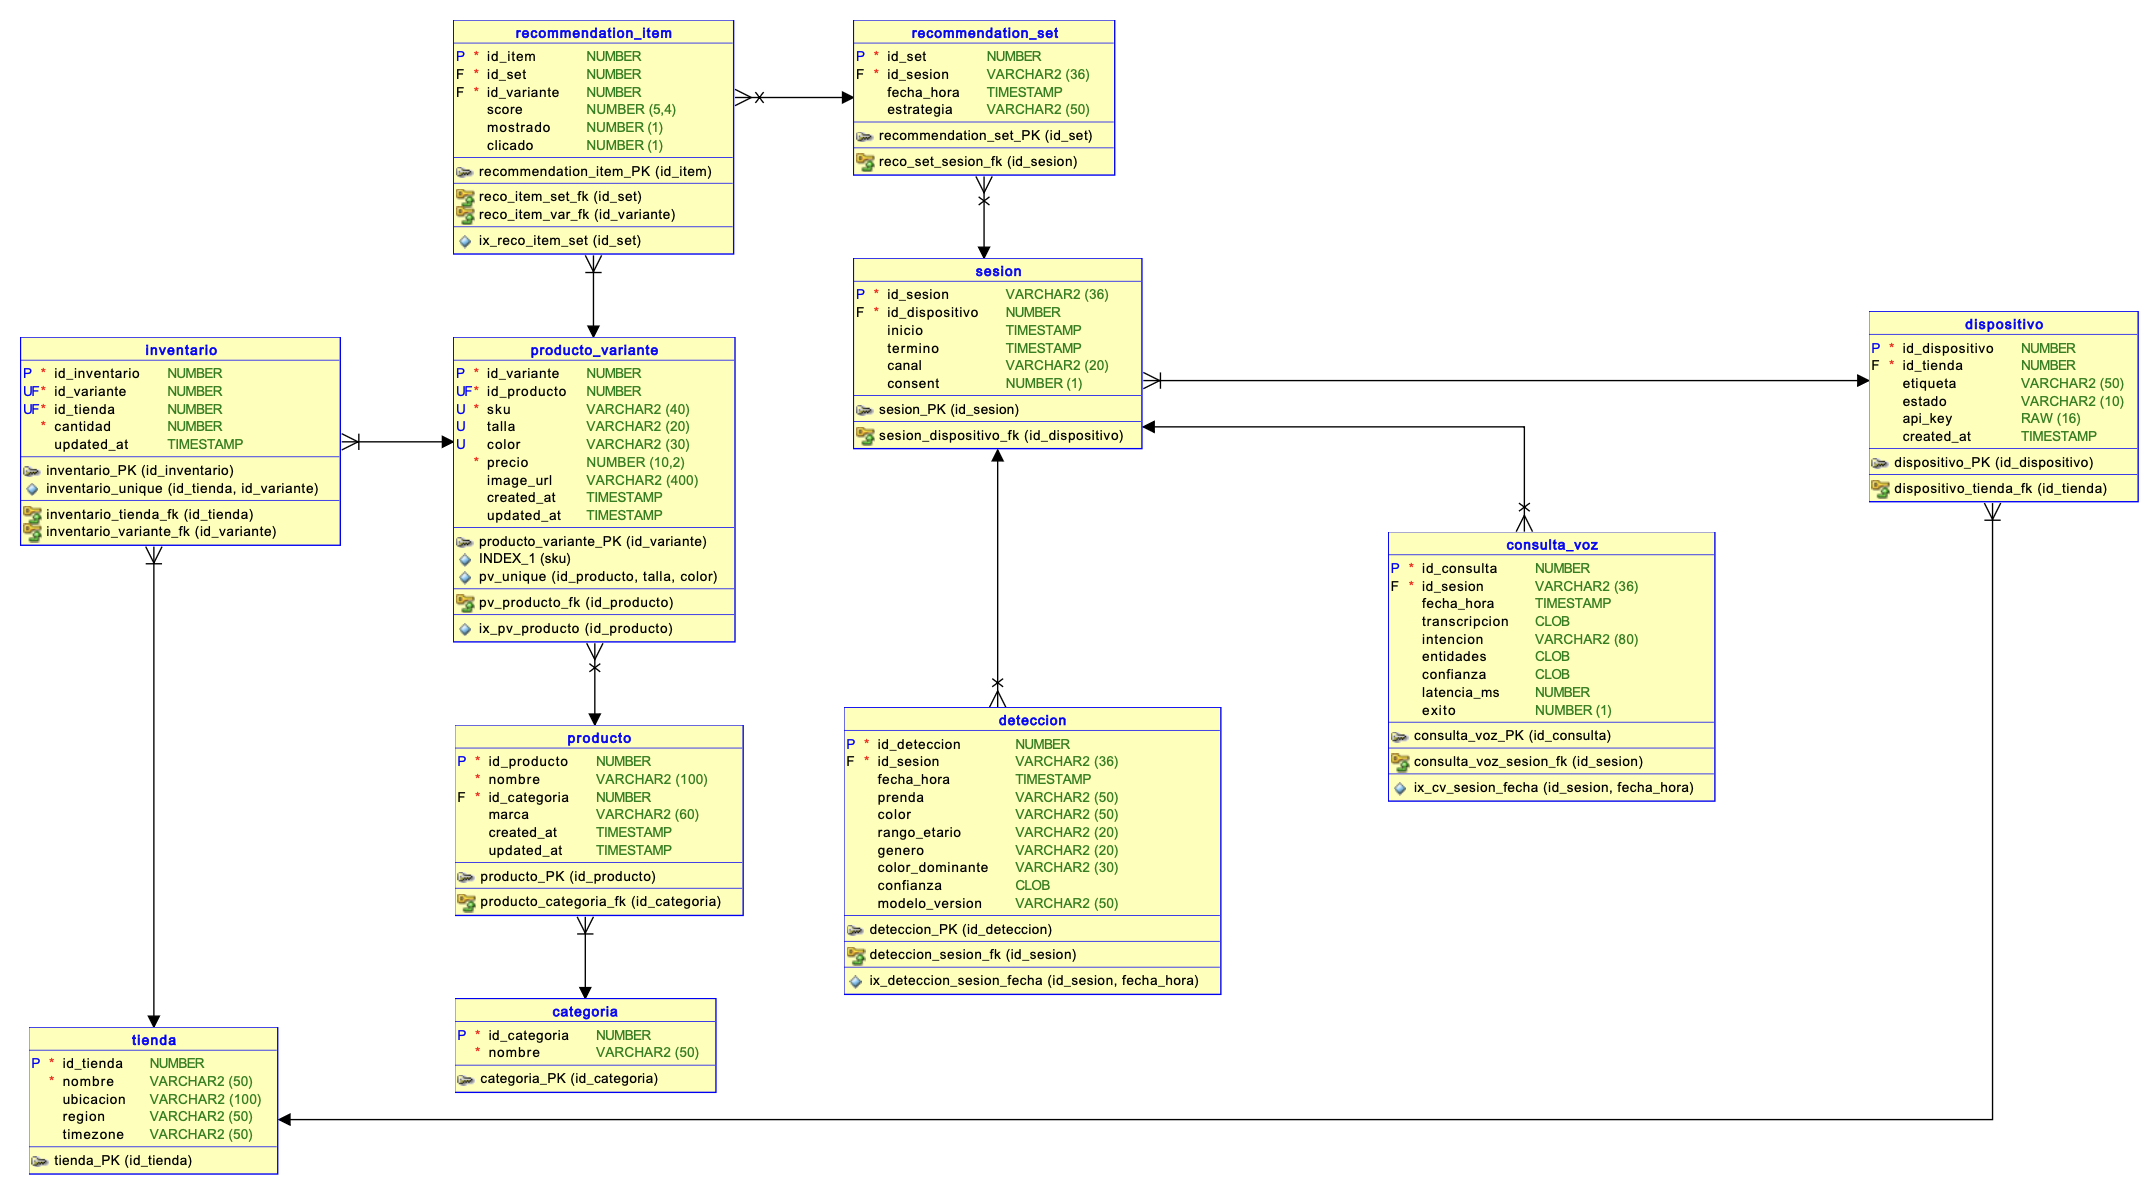 recommendation_item
P * id_item NUMBER
F * id_set NUMBER
F * id_variante NUMBER
score NUMBER (5,4)
mostrado NUMBER (1)
clicado NUMBER (1)
recommendation_item_PK (id_item)
reco_item_set_fk (id_set)
reco_item_var_fk (id_variante)
ix_reco_item_set (id_set)
recommendation_set
P * id_set NUMBER
F * id_sesion VARCHAR2 (36)
fecha_hora TIMESTAMP
estrategia VARCHAR2 (50)
recommendation_set_PK (id_set)
reco_set_sesion_fk (id_sesion)
sesion
P * id_sesion VARCHAR2 (36)
F * id_dispositivo NUMBER
inicio TIMESTAMP
termino TIMESTAMP
canal VARCHAR2 (20)
consent NUMBER (1)
sesion_PK (id_sesion)
sesion_dispositivo_fk (id_dispositivo)
dispositivo
P * id_dispositivo NUMBER
F * id_tienda NUMBER
etiqueta VARCHAR2 (50)
estado VARCHAR2 (10)
api_key RAW (16)
created_at TIMESTAMP
dispositivo_PK (id_dispositivo)
dispositivo_tienda_fk (id_tienda)
inventario
P * id_inventario NUMBER
UF* id_variante NUMBER
UF* id_tienda NUMBER
* cantidad NUMBER
updated_at TIMESTAMP
inventario_PK (id_inventario)
inventario_unique (id_tienda, id_variante)
inventario_tienda_fk (id_tienda)
inventario_variante_fk (id_variante)
producto_variante
P * id_variante NUMBER
UF* id_producto NUMBER
U * sku VARCHAR2 (40)
U talla VARCHAR2 (20)
U color VARCHAR2 (30)
* precio NUMBER (10,2)
image_url VARCHAR2 (400)
created_at TIMESTAMP
updated_at TIMESTAMP
producto_variante_PK (id_variante)
INDEX_1 (sku)
pv_unique (id_producto, talla, color)
pv_producto_fk (id_producto)
ix_pv_producto (id_producto)
consulta_voz
P * id_consulta NUMBER
F * id_sesion VARCHAR2 (36)
fecha_hora TIMESTAMP
transcripcion CLOB
intencion VARCHAR2 (80)
entidades CLOB
confianza CLOB
latencia_ms NUMBER
exito NUMBER (1)
consulta_voz_PK (id_consulta)
consulta_voz_sesion_fk (id_sesion)
ix_cv_sesion_fecha (id_sesion, fecha_hora)
producto
P * id_producto NUMBER
* nombre VARCHAR2 (100)
F * id_categoria NUMBER
marca VARCHAR2 (60)
created_at TIMESTAMP
updated_at TIMESTAMP
producto_PK (id_producto)
producto_categoria_fk (id_categoria)
deteccion
P * id_deteccion NUMBER
F * id_sesion VARCHAR2 (36)
fecha_hora TIMESTAMP
prenda VARCHAR2 (50)
color VARCHAR2 (50)
rango_etario VARCHAR2 (20)
genero VARCHAR2 (20)
color_dominante VARCHAR2 (30)
confianza CLOB
modelo_version VARCHAR2 (50)
deteccion_PK (id_deteccion)
deteccion_sesion_fk (id_sesion)
ix_deteccion_sesion_fecha (id_sesion, fecha_hora)
categoria
P * id_categoria NUMBER
* nombre VARCHAR2 (50)
categoria_PK (id_categoria)
tienda
P * id_tienda NUMBER
* nombre VARCHAR2 (50)
ubicacion VARCHAR2 (100)
region VARCHAR2 (50)
timezone VARCHAR2 (50)
tienda_PK (id_tienda)